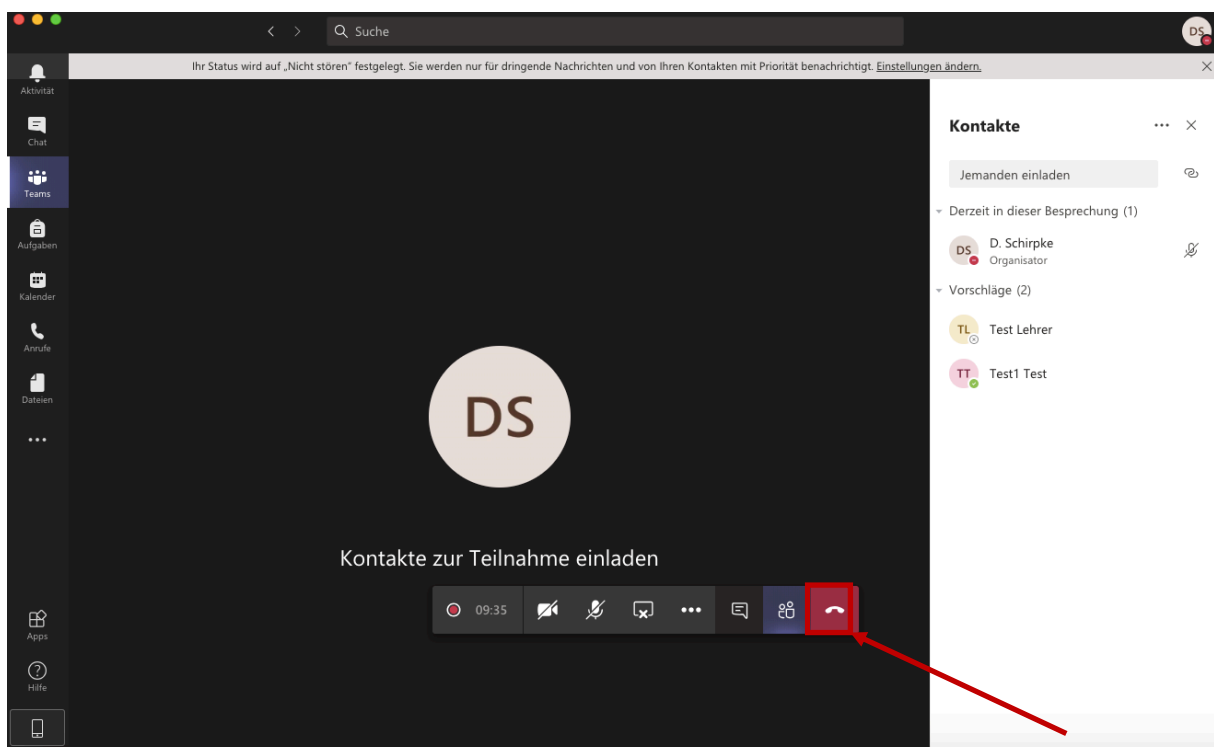 Suche
DS
Ihr Status wird auf „Nicht stören“ festgelegt. Sie werden nur für dringende Nachrichten und von Ihren Kontakten mit Priorität benachrichtigt. Einstellungen ändern.
Aktivität
Chat
Teams
Aufgaben
Kalender
Anrufe
Dateien
Apps
Hilfe
DS
Kontakte zur Teilnahme einladen
09:35
Kontakte
Jemanden einladen
Derzeit in dieser Besprechung (1)
DS D. Schirpke
Organisator
Vorschläge (2)
TL Test Lehrer
TT Test1 Test